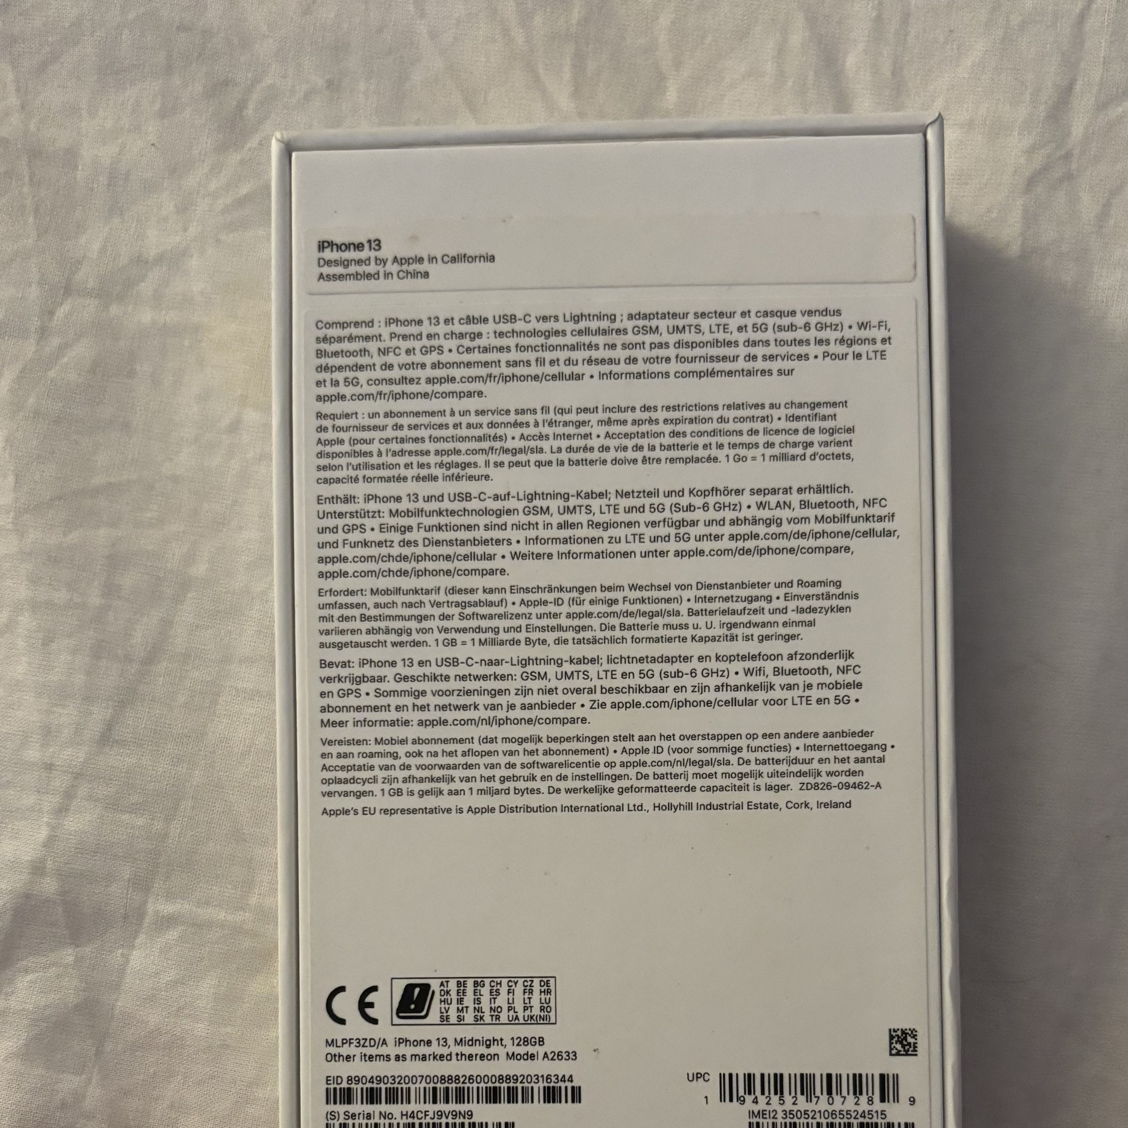 iPhone 13
Designed by Apple in California
Assembled in China
Comprend : iPhone 13 et câble USB-C vers Lightning ; adaptateur secteur et casque vendus
séparément. Prend en charge : technologies cellulaires GSM, UMTS, LTE, et 5G (sub-6 GHz) • Wi-Fi,
Bluetooth, NFC et GPS • Certaines fonctionnalités ne sont pas disponibles dans toutes les régions et
dépendent de votre abonnement sans fil et du réseau de votre fournisseur de services • Pour le LTE
et la 5G, consultez apple.com/fr/iphone/cellular • Informations complémentaires sur
apple.com/fr/iphone/compare.
Requiert : un abonnement à un service sans fil (qui peut inclure des restrictions relatives au changement
de fournisseur de services et aux données à l'étranger, même après expiration du contrat) • Identifiant
Apple (pour certaines fonctionnalités) • Accès Internet • Acceptation des conditions de licence de logiciel
disponibles à l'adresse apple.com/fr/legal/sla. La durée de vie de la batterie et le temps de charge varient
selon l'utilisation et les réglages. Il se peut que la batterie doive être remplacée. 1 Go = 1 milliard d'octets,
capacité formatée réelle inférieure.
Enthält: iPhone 13 und USB-C-auf-Lightning-Kabel; Netzteil und Kopfhörer separat erhältlich.
Unterstützt: Mobilfunktechnologien GSM, UMTS, LTE und 5G (Sub-6 GHz) • WLAN, Bluetooth, NFC
und GPS • Einige Funktionen sind nicht in allen Regionen verfügbar und abhängig vom Mobilfunktarif
und Funknetz des Dienstanbieters • Informationen zu LTE und 5G unter apple.com/de/iphone/cellular,
apple.com/chde/iphone/cellular • Weitere Informationen unter apple.com/de/iphone/compare,
apple.com/chde/iphone/compare.
Erfordert: Mobilfunktarif (dieser kann Einschränkungen beim Wechsel von Dienstanbieter und Roaming
umfassen, auch nach Vertragsablauf) • Apple-ID (für einige Funktionen) • Internetzugang • Einverständnis
mit den Bestimmungen der Softwarelizenz unter apple.com/de/legal/sla. Batterielaufzeit und -ladezyklen
variieren abhängig von Verwendung und Einstellungen. Die Batterie muss u. U. irgendwann einmal
ausgetauscht werden. 1 GB = 1 Milliarde Byte, die tatsächlich formatierte Kapazität ist geringer.
Bevat: iPhone 13 en USB-C-naar-Lightning-kabel; lichtnetadapter en koptelefoon afzonderlijk
verkrijgbaar. Geschikte netwerken: GSM, UMTS, LTE en 5G (sub-6 GHz) • Wifi, Bluetooth, NFC
en GPS • Sommige voorzieningen zijn niet overal beschikbaar en zijn afhankelijk van je mobiele
abonnement en het netwerk van je aanbieder • Zie apple.com/iphone/cellular voor LTE en 5G •
Meer informatie: apple.com/nl/iphone/compare.
Vereisten: Mobiel abonnement (dat mogelijk beperkingen stelt aan het overstappen op een andere aanbieder
en aan roaming, ook na het aflopen van het abonnement) • Apple ID (voor sommige functies) • Internettoegang •
Acceptatie van de voorwaarden van de softwarelicentie op apple.com/nl/legal/sla. De batterijduur en het aantal
oplaadcycli zijn afhankelijk van het gebruik en de instellingen. De batterij moet mogelijk uiteindelijk worden
vervangen. 1 GB is gelijk aan 1 miljard bytes. De werkelijke geformatteerde capaciteit is lager. ZD826-09462-A
Apple's EU representative is Apple Distribution International Ltd., Hollyhill Industrial Estate, Cork, Ireland
CE
AT BE BG CH CY CZ DE
DK EE EL ES FI FR HR
HU IE IS IT LI LT LU
LV MT NL NO PL PT RO
SE SI SK TR UA UK(NI)
MLPF3ZD/A iPhone 13, Midnight, 128GB
Other items as marked thereon Model A2633
EID 89049032007008882600088920316344
UPC
1 94252 70728 9
(S) Serial No. H4CFJ9V9N9
IMEI2 350521065524515